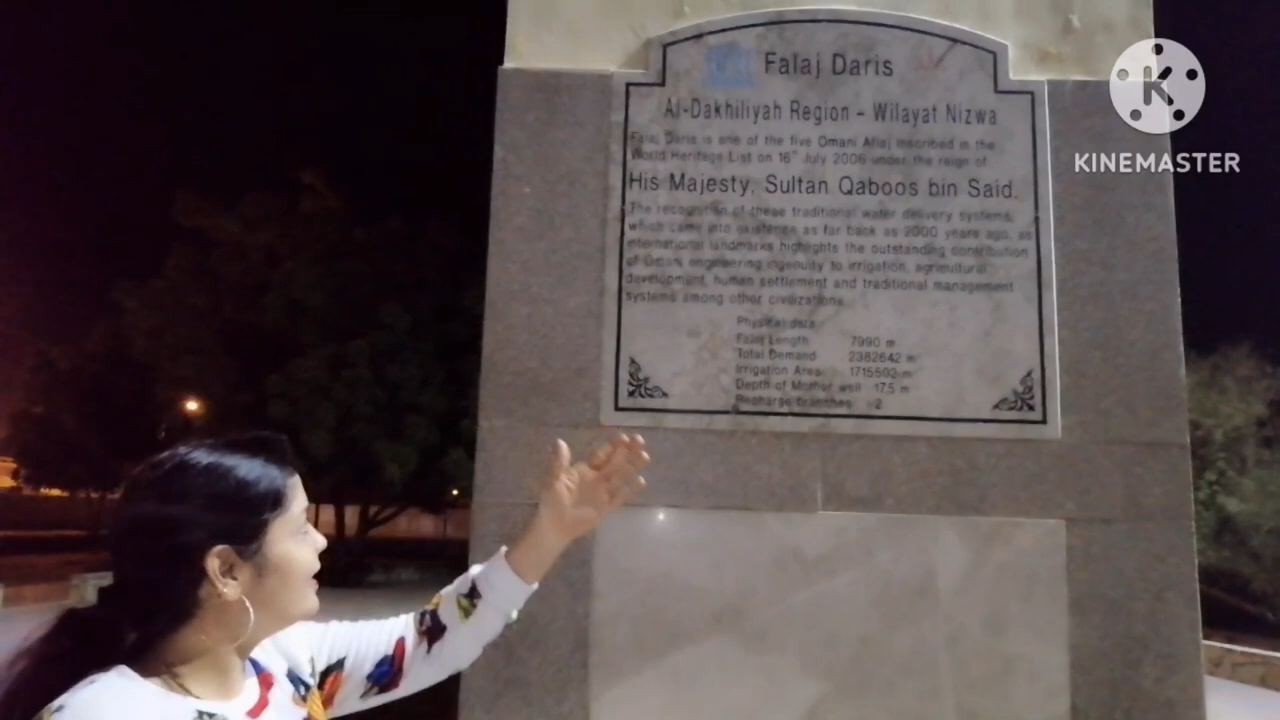 Falaj Daris
Al-Dakhiliyah Region - Wilayat Nizwa
Falaj Daris is one of the five Omani Aflaj inscribed in the
World Heritage List on 16th July 2006 under the reign of
His Majesty, Sultan Qaboos bin Said.
The recognition of these traditional water delivery systems,
which came into existence as far back as 2000 years ago, as
international landmarks highlights the outstanding contribution
of Omani engineering ingenuity to irrigation, agricultural
development, human settlement and traditional management
systems among other civilizations.
Physical data
Falaj Length 7990 m
Total Demand 2382642 m
Irrigation Area 1715502 m
Depth of Mother well 17.5 m
Recharge branches 2
K
KINEMASTER